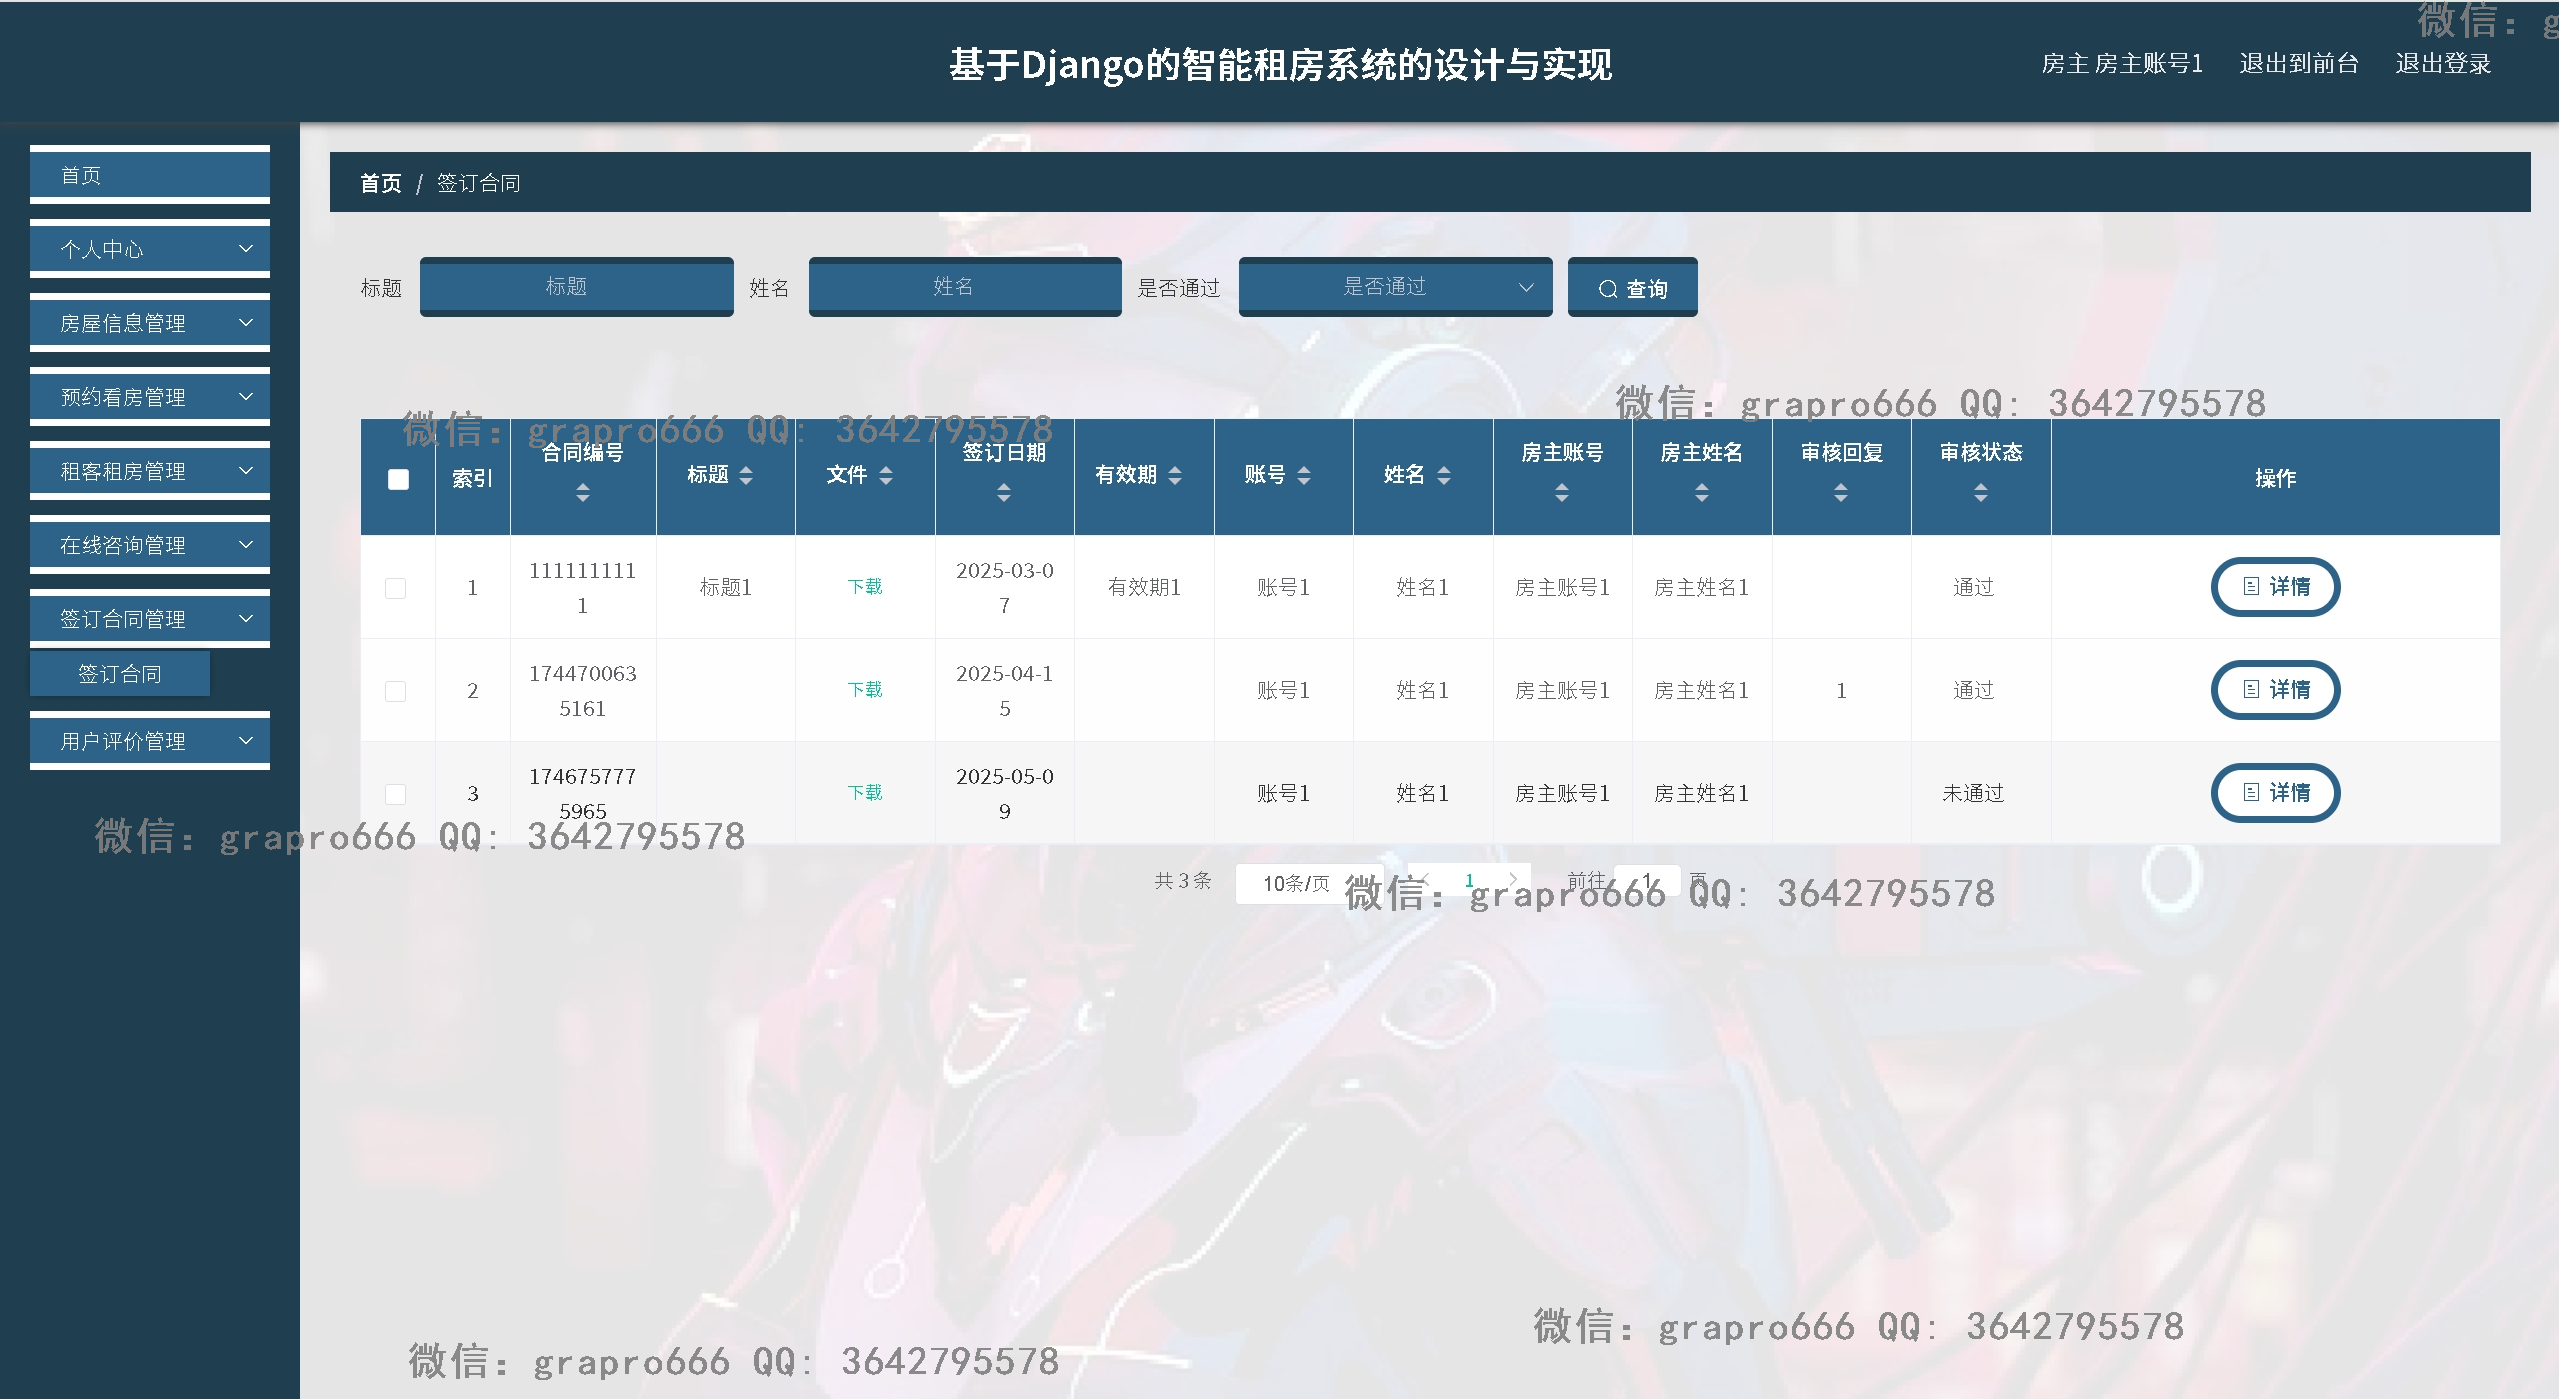 微信: g
基于Django的智能租房系统的设计与实现
房主 房主账号1 退出到前台 退出登录
首页
个人中心
房屋信息管理
预约看房管理
租客租房管理
在线咨询管理
签订合同管理
签订合同
用户评价管理
首页 / 签订合同
标题 标题 姓名 姓名 是否通过 是否通过 查询
微信: grapro666 QQ: 3642795578
微信: grapro666 QQ: 3642795578
索引 合同编号 标题 文件 签订日期 有效期 账号 姓名 房主账号 房主姓名 审核回复 审核状态 操作
1 111111111 标题1 下载 2025-03-0 有效期1 账号1 姓名1 房主账号1 房主姓名1 通过 详情
1 7
2 174470063 下载 2025-04-1 账号1 姓名1 房主账号1 房主姓名1 1 通过 详情
5161 5
3 174675777 下载 2025-05-0 账号1 姓名1 房主账号1 房主姓名1 未通过 详情
5965 9
微信: grapro666 QQ: 3642795578
共 3 条 10条/页 1 前往 1 页
微信: grapro666 QQ: 3642795578
微信: grapro666 QQ: 3642795578
微信: grapro666 QQ: 3642795578